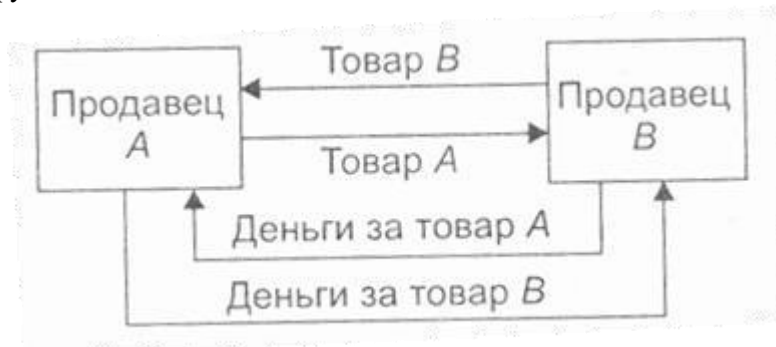 Товар B
Продавец
A
Продавец
B
Товар A
Деньги за товар A
Деньги за товар B